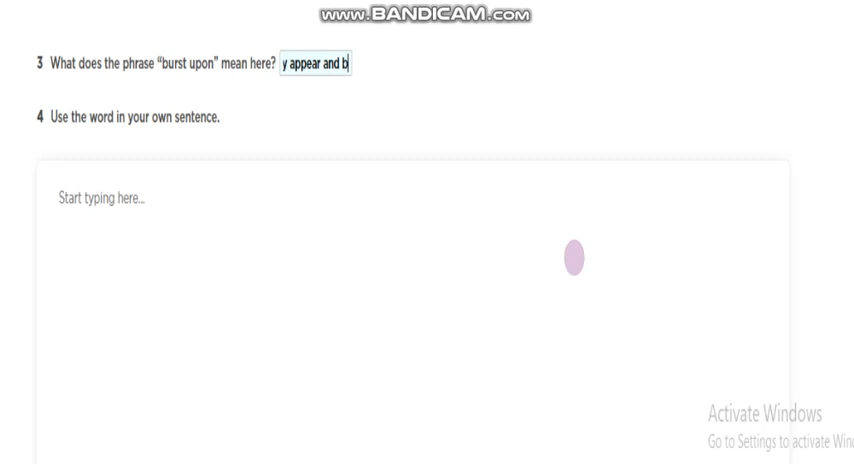 www.BANDICAM.com
3 What does the phrase “burst upon” mean here? y appear and b
4 Use the word in your own sentence.
Start typing here...
Activate Windows
Go to Settings to activate Win